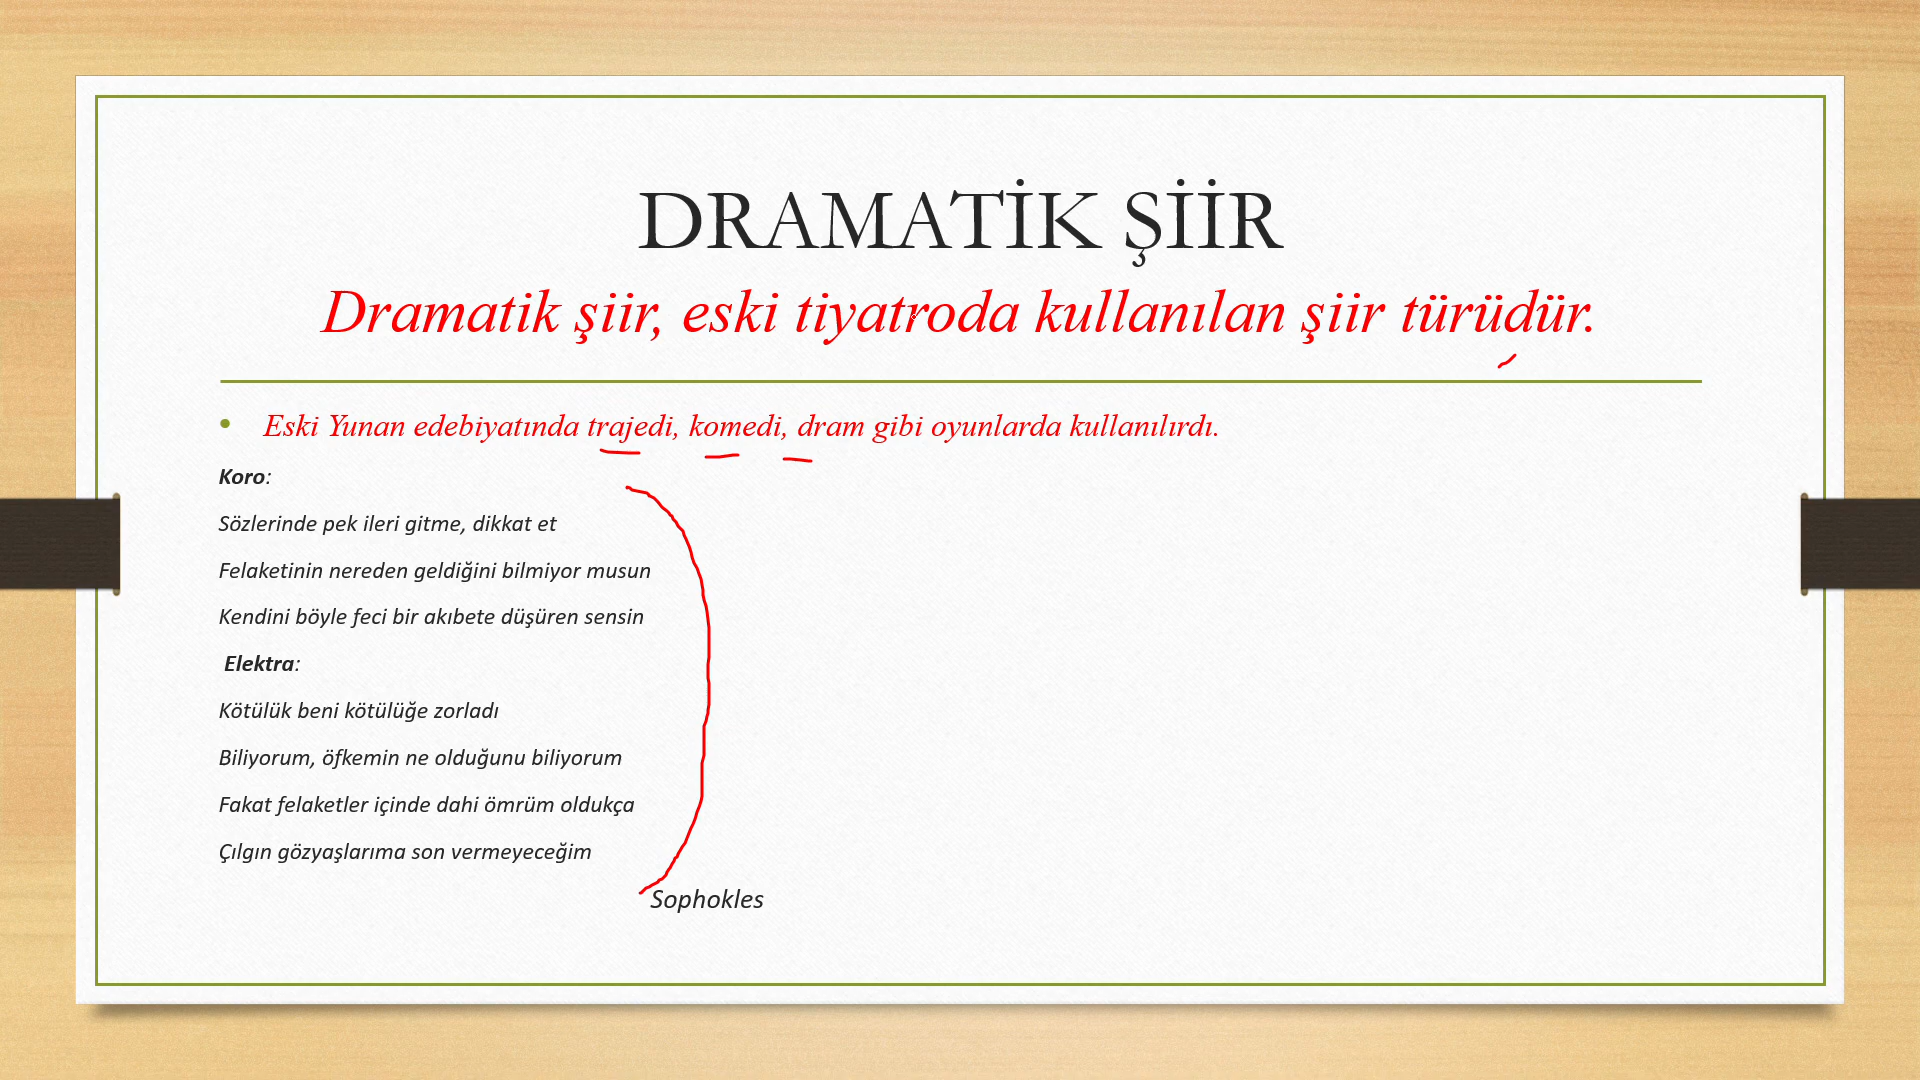 DRAMATİK ŞİİR
Dramatik şiir, eski tiyatroda kullanılan şiir türüdür.
• Eski Yunan edebiyatında trajedi, komedi, dram gibi oyunlarda kullanılırdı.
Koro:
Sözlerinde pek ileri gitme, dikkat et
Felaketinin nereden geldiğini bilmiyor musun
Kendini böyle feci bir akıbete düşüren sensin
Elektra:
Kötülük beni kötülüğe zorladı
Biliyorum, öfkemin ne olduğunu biliyorum
Fakat felaketler içinde dahi ömrüm oldukça
Çılgın gözyaşlarıma son vermeyeceğim
Sophokles